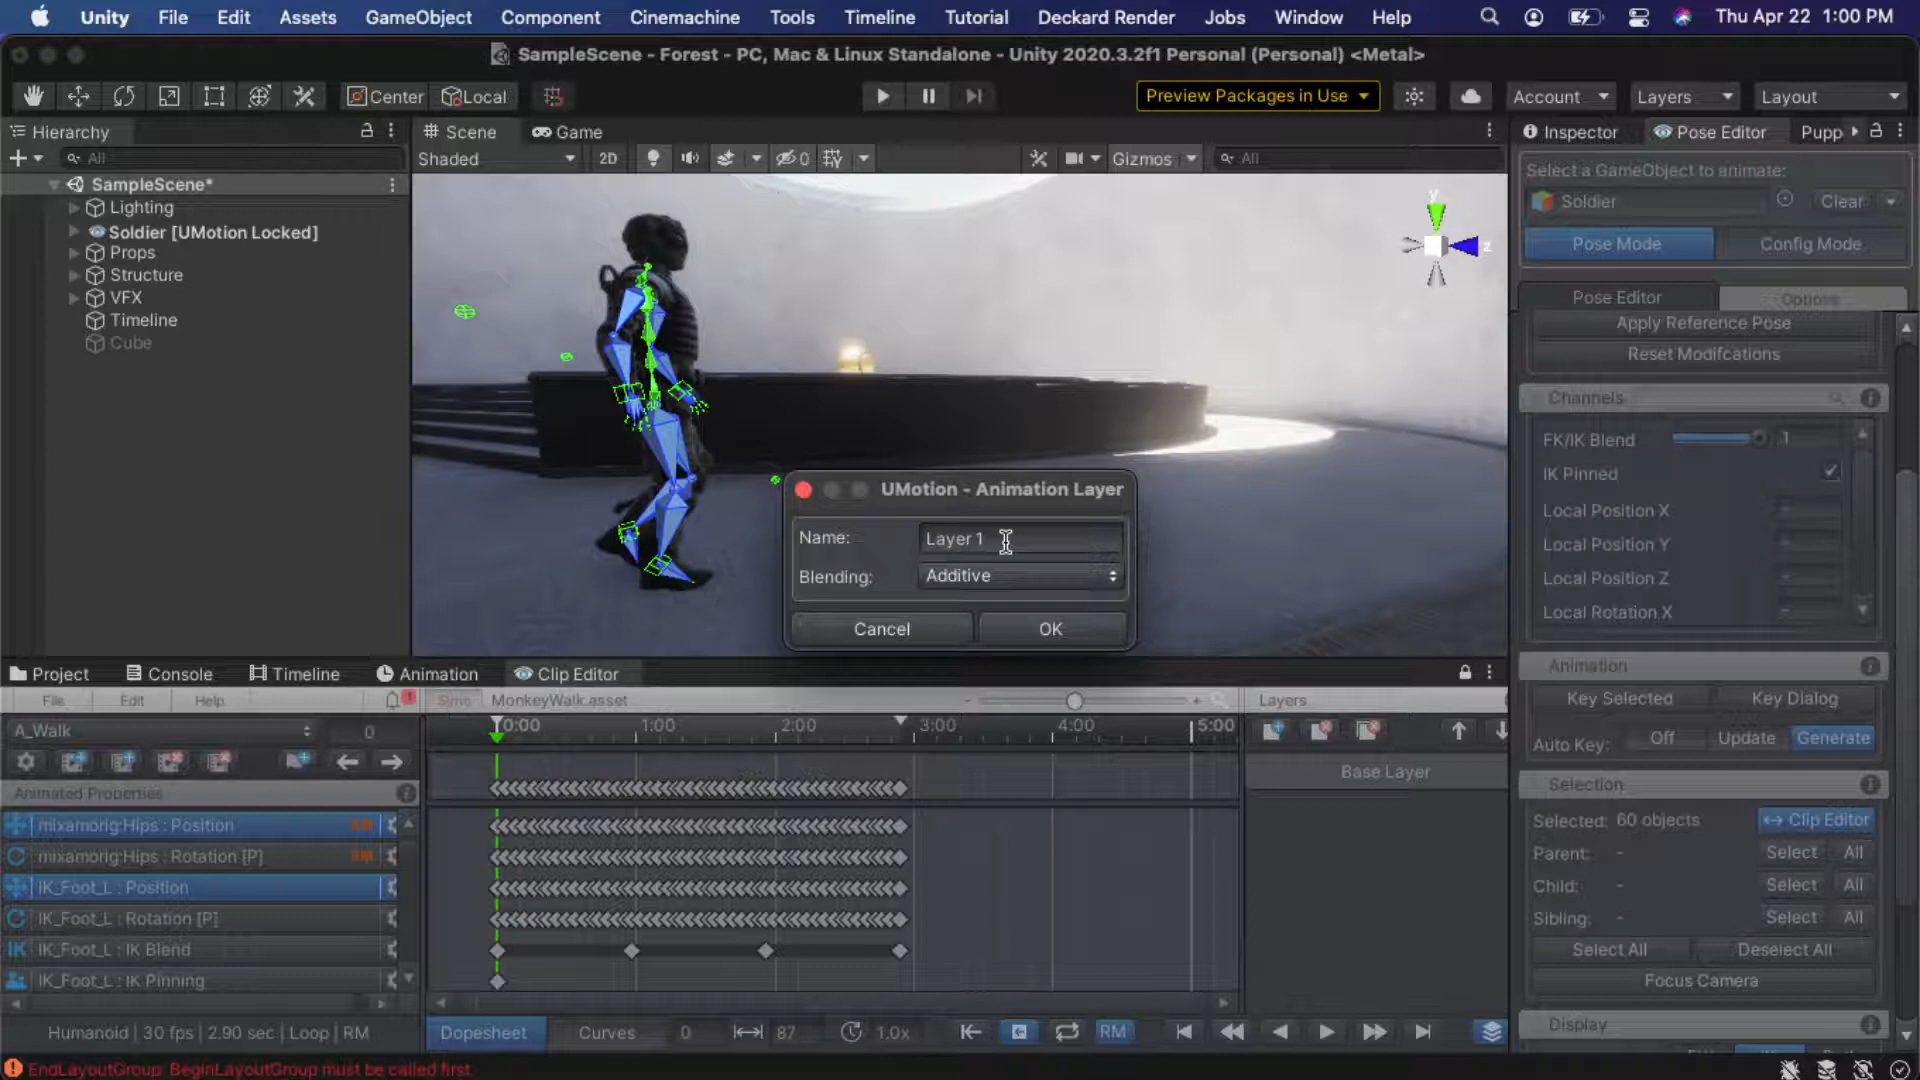 Unity File Edit Assets GameObject Component Cinemachine Tools Timeline Tutorial Deckard Render Jobs Window Help Thu Apr 22 1:00 PM
SampleScene - Forest - PC, Mac & Linux Standalone - Unity 2020.3.2f1 Personal (Personal) <Metal>
Center Local Preview Packages in Use Account Layers Layout
Hierarchy Scene Game Inspector Pose Editor Pupp
All Shaded 2D 0 Gizmos All
Select a GameObject to animate:
SampleScene*
Lighting
Soldier [UMotion Locked]
Props
Structure
VFX
Timeline
Cube
y
z
Soldier Clear
Pose Mode Config Mode
Pose Editor Options
Apply Reference Pose
Reset Modifcations
Channels
FK/IK Blend 1
IK Pinned
Local Position X -
Local Position Y -
Local Position Z -
Local Rotation X -
UMotion - Animation Layer
Name: Layer 1
Blending: Additive
Cancel OK
Project Console Timeline Animation Clip Editor
File Edit Help Sync MonkeyWalk.asset - + Layers
A_Walk 0
0:00 1:00 2:00 3:00 4:00 5:00
Base Layer
Animated Properties
mixamorig:Hips : Position RM
mixamorig:Hips : Rotation [P] RM
IK_Foot_L : Position
IK_Foot_L : Rotation [P]
IK IK_Foot_L : IK Blend
IK_Foot_L : IK Pinning
Humanoid | 30 fps | 2.90 sec | Loop | RM
Dopesheet Curves 0 87 1.0x RM
Animation
Key Selected Key Dialog
Auto Key: Off Update Generate
Selection
Selected: 60 objects Clip Editor
Parent: - Select All
Child: - Select All
Sibling: - Select All
Select All Deselect All
Focus Camera
Display
EndLayoutGroup: BeginLayoutGroup must be called first.